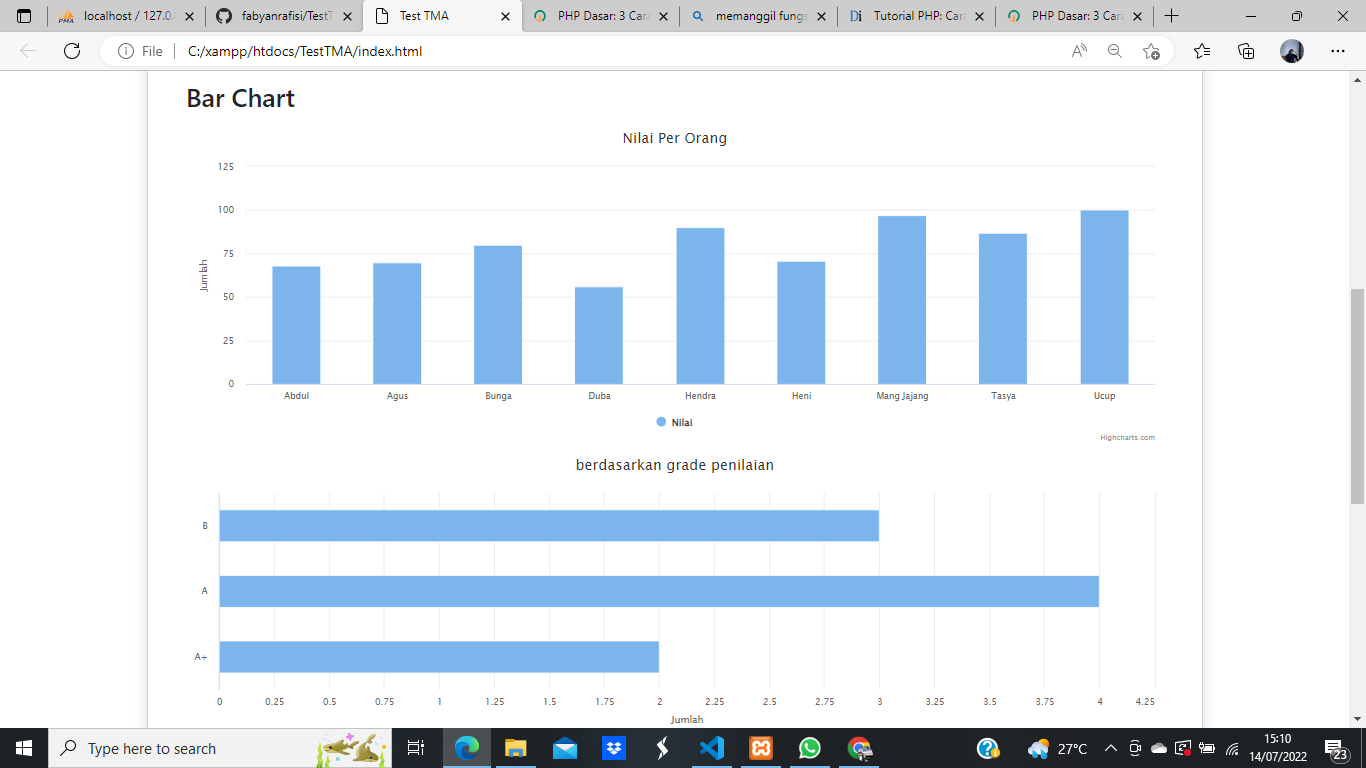 localhost / 127.0.
fabyanrafisi/TestT
Test TMA
PHP Dasar: 3 Cara
memanggil fungs
Tutorial PHP: Cara
PHP Dasar: 3 Cara
File
C:/xampp/htdocs/TestTMA/index.html
Bar Chart
Nilai Per Orang
125
100
75
50
25
0
Jumlah
Abdul Agus Bunga Duba Hendra Heni Mang Jajang Tasya Ucup
Nilai
Highcharts.com
berdasarkan grade penilaian
B
A
A+
0 0.25 0.5 0.75 1 1.25 1.5 1.75 2 2.25 2.5 2.75 3 3.25 3.5 3.75 4 4.25
Jumlah
Type here to search
27°C
15:10
14/07/2022
23